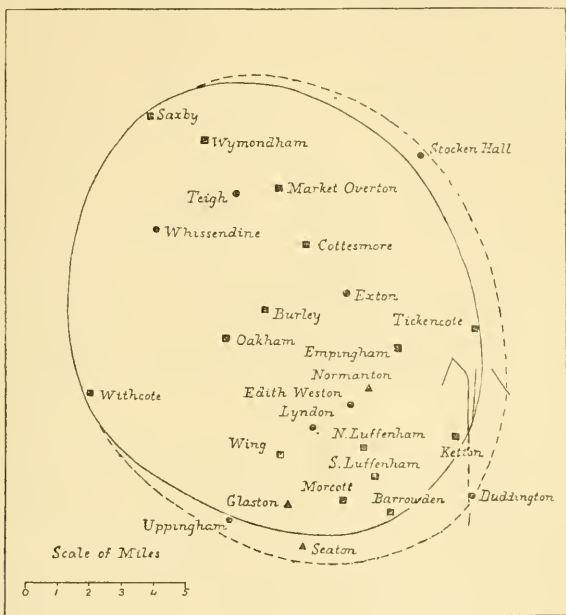 Saxby
Wymondham
Stocken Hall
Teigh
Market Overton
Whissendine
Cottesmore
Exton
Burley
Tickencote
Oakham
Empingham
Normanton
Withcote
Edith Weston
Lyndon
N. Luffenham
Ketton
Wing
S. Luffenham
Morcott
Glaston
Barrowden
Duddington
Uppingham
Seaton
Scale of Miles
0 1 2 3 4 5